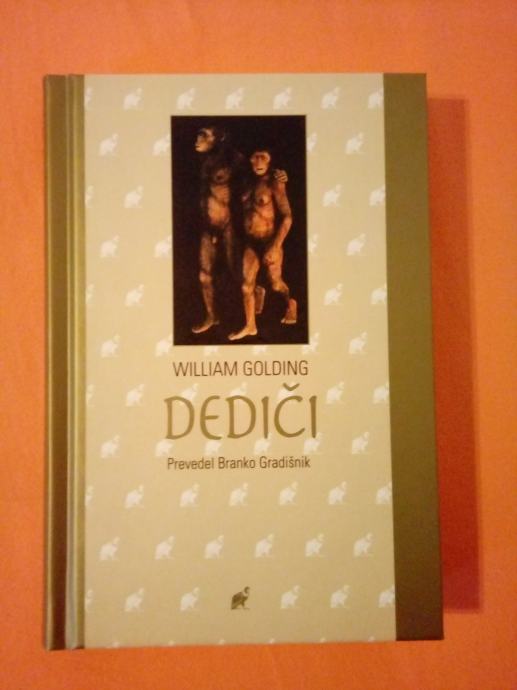 WILLIAM GOLDING
DEDIČI
Prevedel Branko Gradišnik